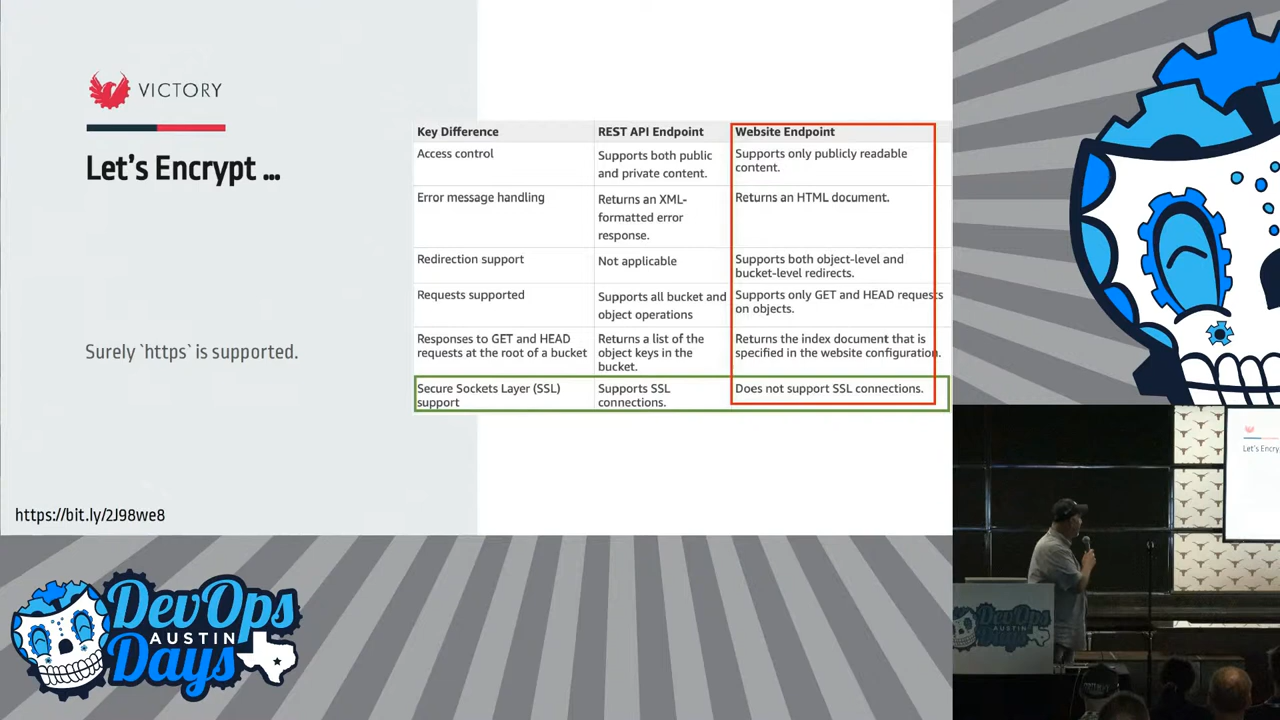 VICTORY
Let's Encrypt ...
Surely `https` is supported.
https://bit.ly/2J98we8
Key Difference REST API Endpoint Website Endpoint
Access control
Supports both public
and private content.
Supports only publicly readable
content.
Error message handling
Returns an XML-
formatted error
response.
Returns an HTML document.
Redirection support
Not applicable
Supports both object-level and
bucket-level redirects.
Requests supported
Supports all bucket and
object operations
Supports only GET and HEAD requests
on objects.
Responses to GET and HEAD
requests at the root of a bucket
Returns a list of the
object keys in the
bucket.
Returns the index document that is
specified in the website configuration.
Secure Sockets Layer (SSL)
support
Supports SSL
connections.
Does not support SSL connections.
DevOps
AUSTIN
Days
Let's Encry
DevOps
Days